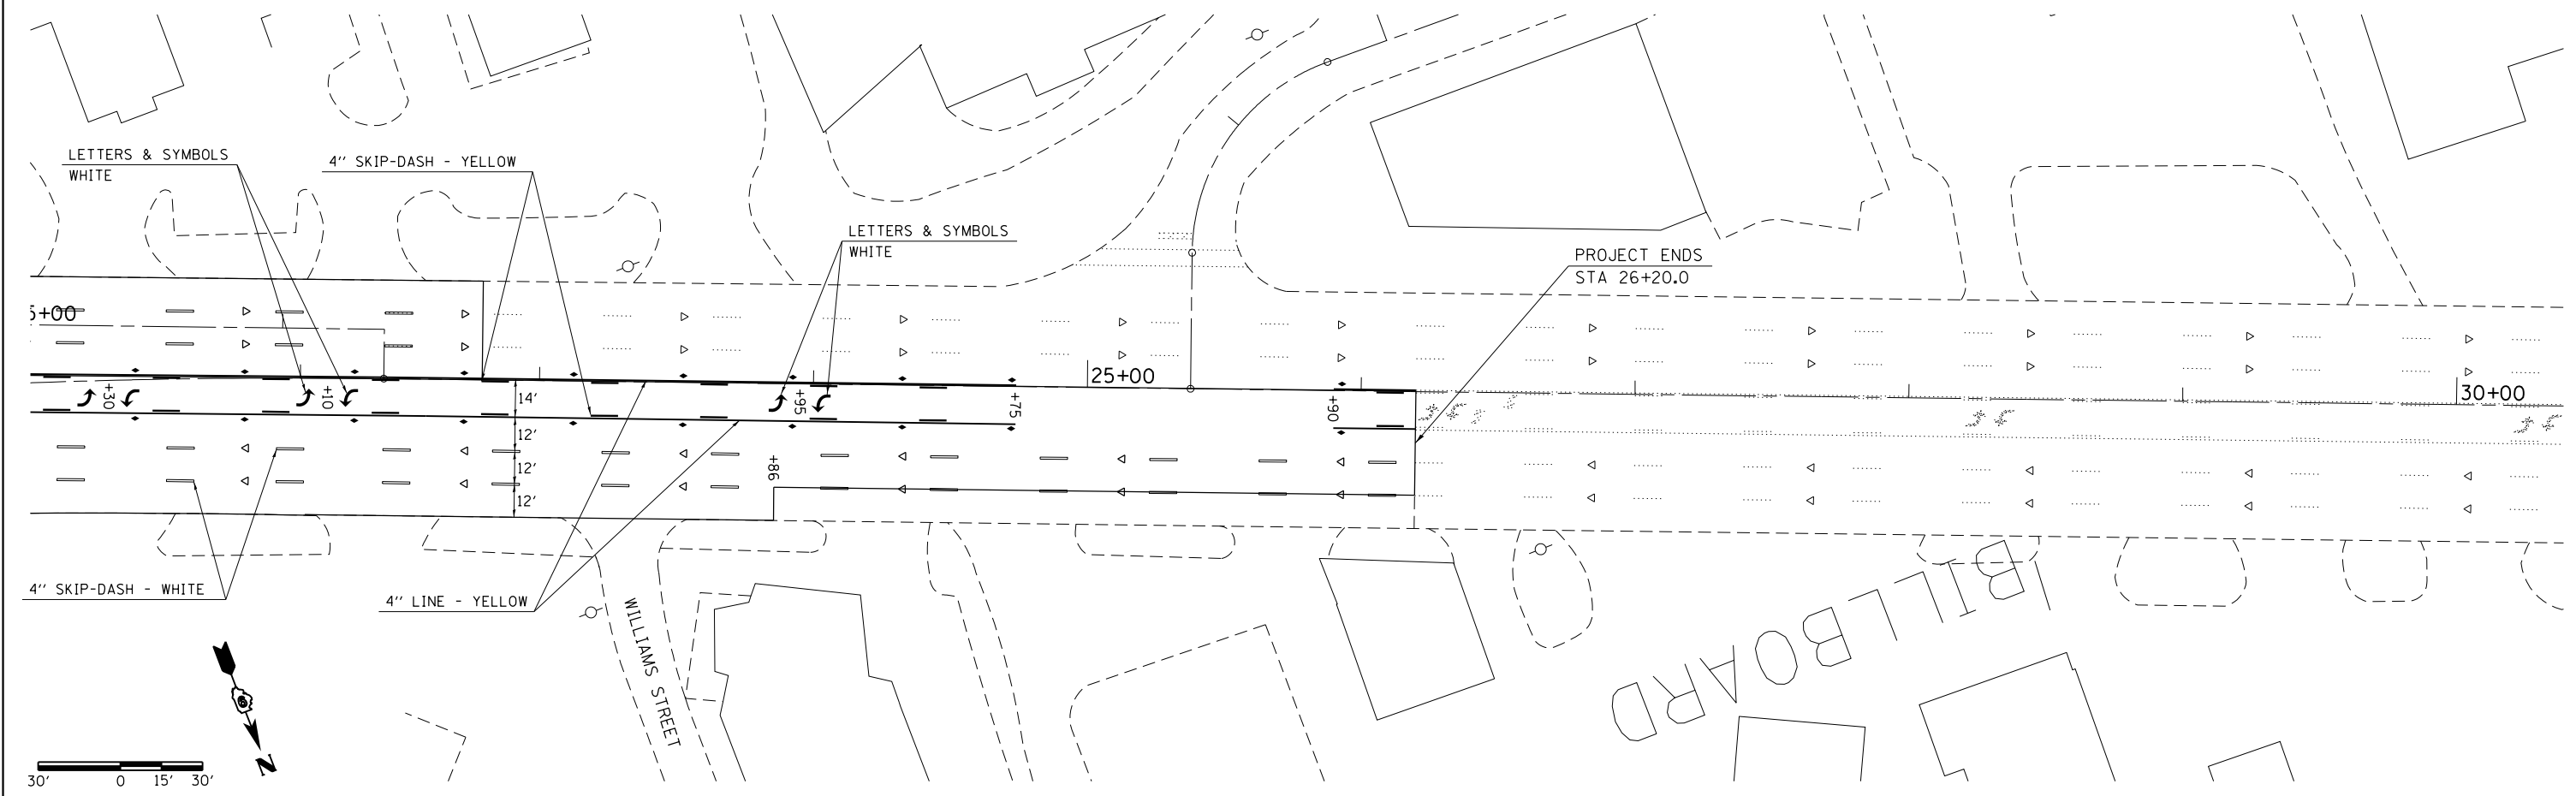 LETTERS & SYMBOLS
WHITE
4'' SKIP-DASH - YELLOW
LETTERS & SYMBOLS
WHITE
PROJECT ENDS
STA 26+20.0
5+00
25+00
30+00
+30
+10
+95
+75
+90
+86
14'
12'
12'
12'
4'' SKIP-DASH - WHITE
4'' LINE - YELLOW
WILLIAMS STREET
BILLBOARD
N
30'
0
15'
30'